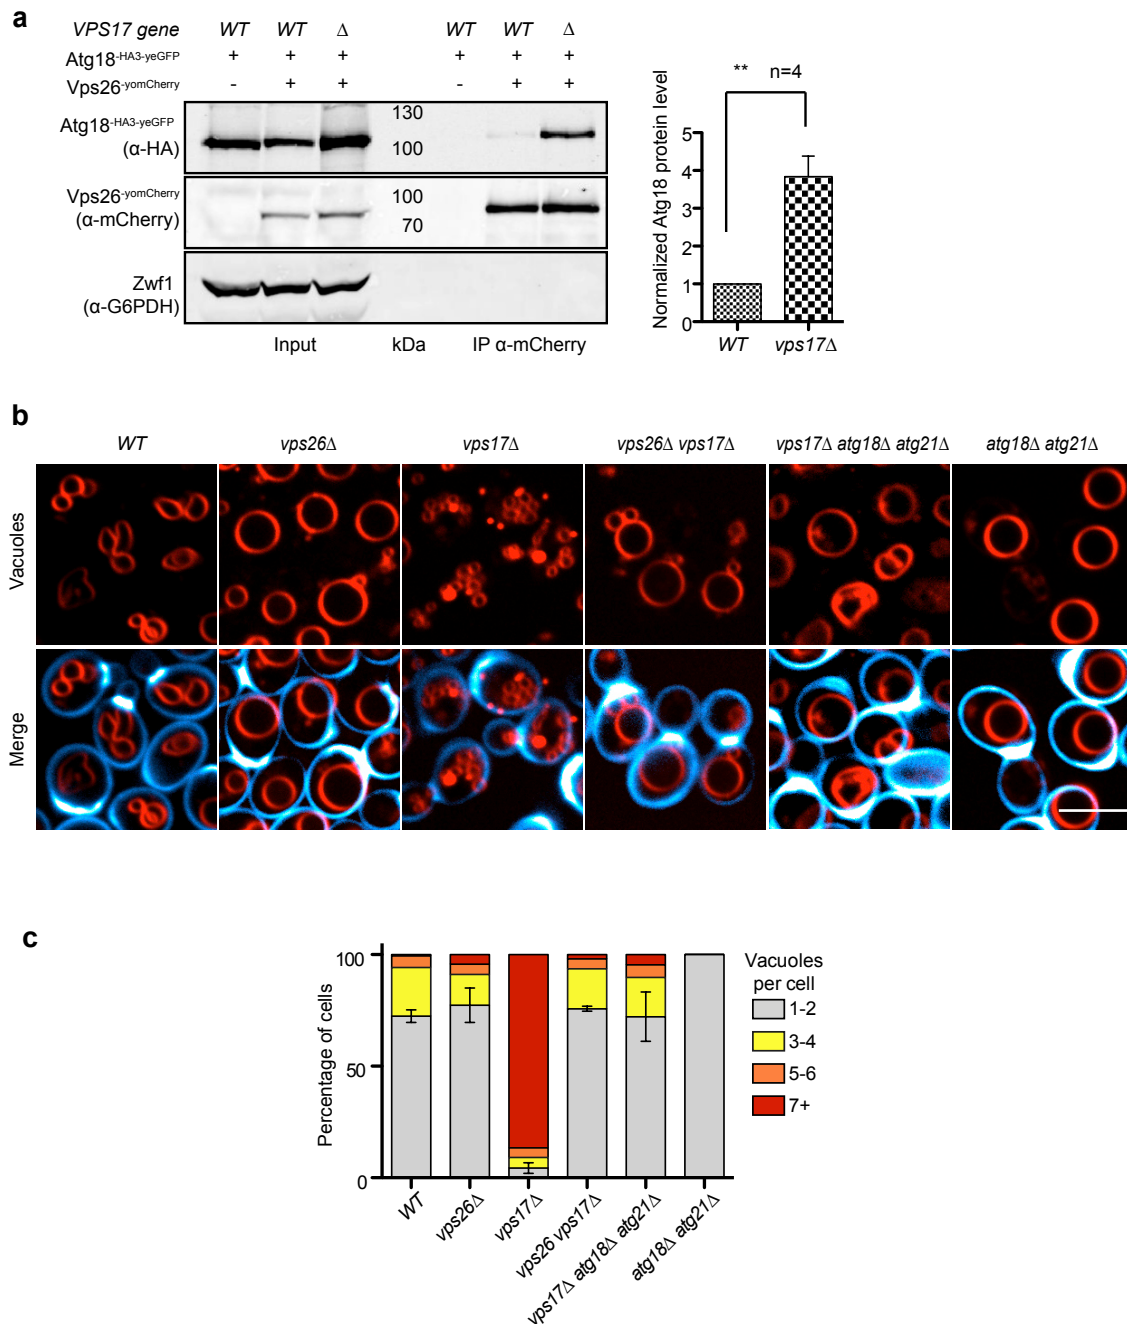 a
VPS17 gene WT WT Δ WT WT Δ
Atg18-HA3-yeGFP + + + + + +
Vps26-yomCherry - + + - + +
Atg18-HA3-yeGFP
(α-HA)
130
100
Vps26-yomCherry
(α-mCherry)
100
70
Zwf1
(α-G6PDH)
Input kDa IP α-mCherry
** n=4
Normalized Atg18 protein level
5
4
3
2
1
0
WT vps17Δ
b
WT vps26Δ vps17Δ vps26Δ vps17Δ vps17Δ atg18Δ atg21Δ atg18Δ atg21Δ
Vacuoles
Merge
c
Percentage of cells
100
50
0
WT
vps26Δ
vps17Δ
vps26 vps17Δ
vps17Δ atg18Δ atg21Δ
atg18Δ atg21Δ
Vacuoles
per cell
1-2
3-4
5-6
7+